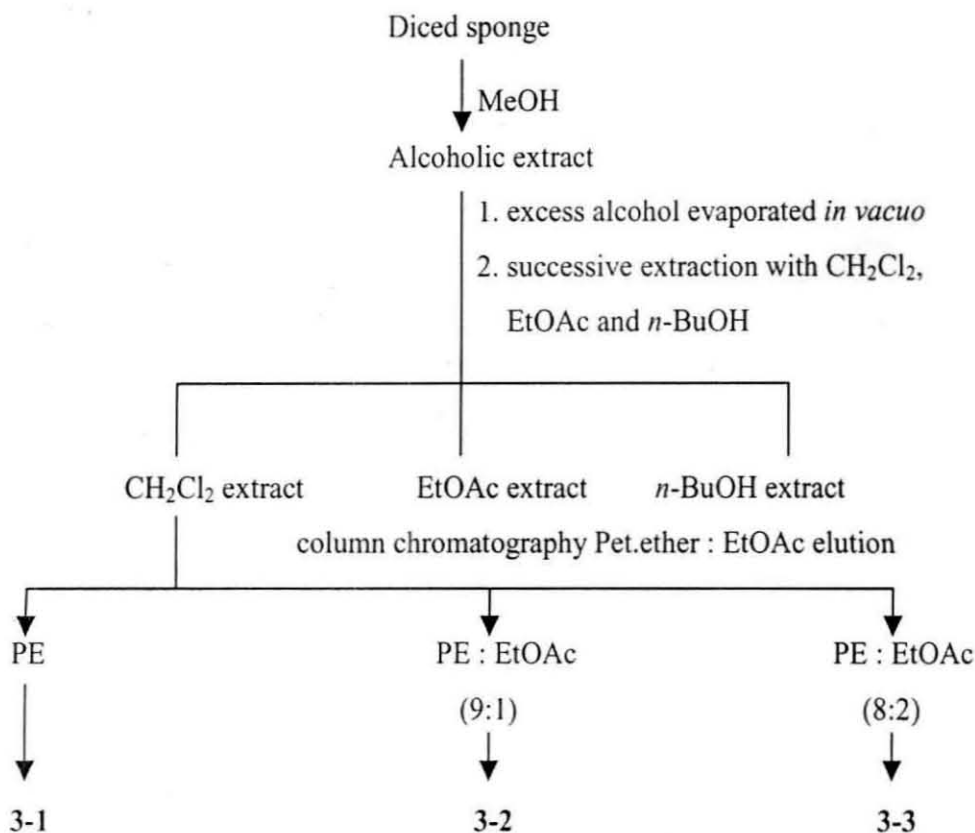 Diced sponge
MeOH
Alcoholic extract
1. excess alcohol evaporated in vacuo
2. successive extraction with CH₂Cl₂,
EtOAc and n-BuOH
CH₂Cl₂ extract EtOAc extract n-BuOH extract
column chromatography Pet.ether : EtOAc elution
PE PE : EtOAc PE : EtOAc
(9:1) (8:2)
3-1 3-2 3-3